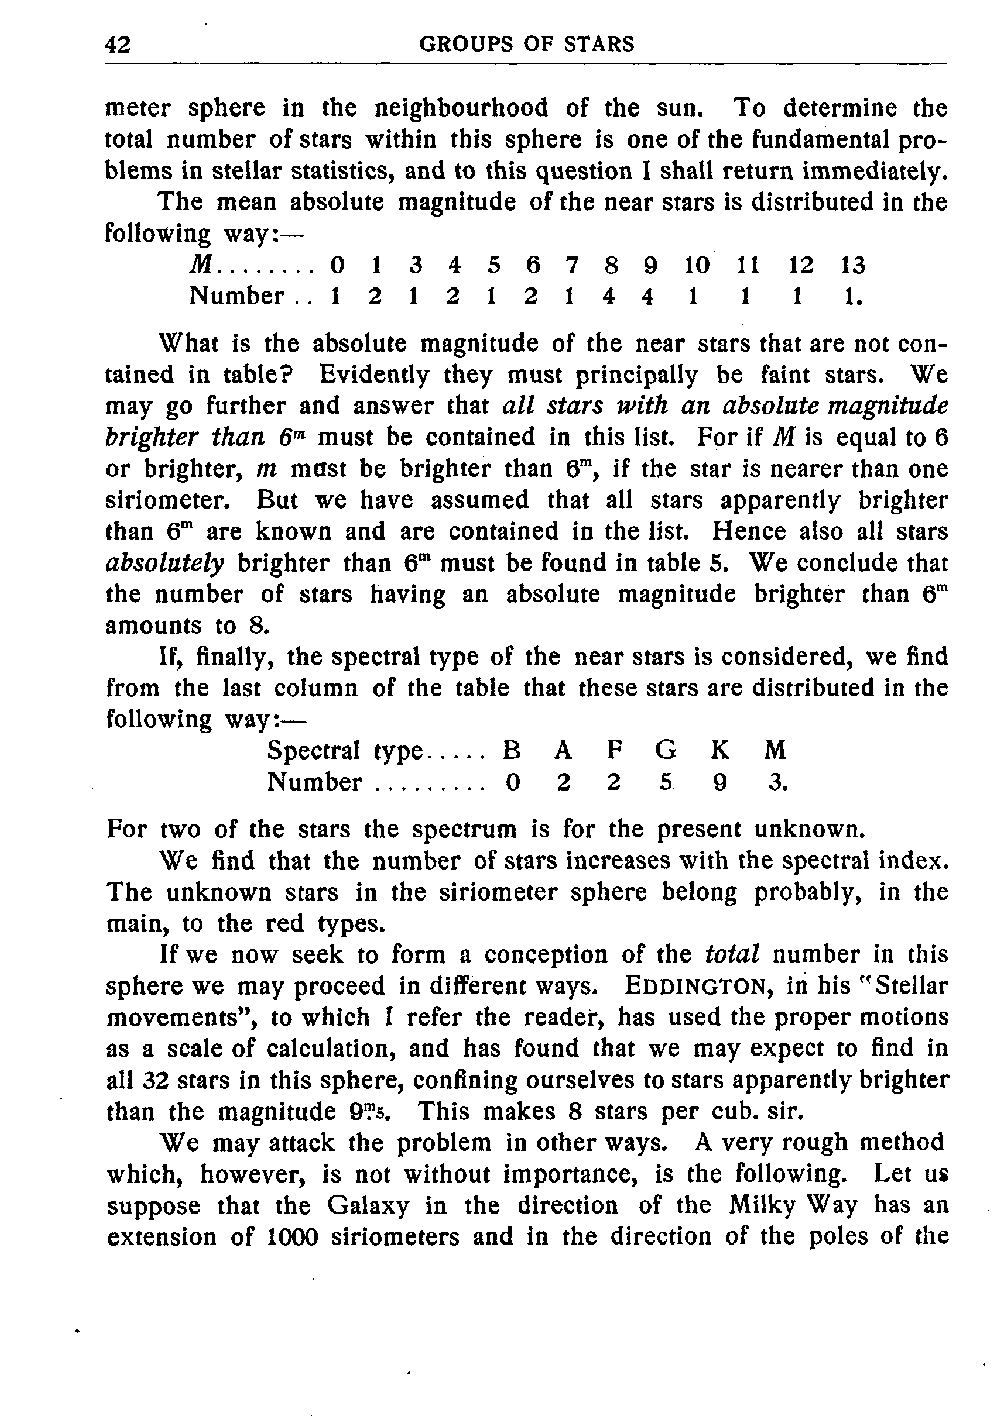 42 GROUPS OF STARS
meter sphere in the neighbourhood of the sun. To determine the
total number of stars within this sphere is one of the fundamental pro-
blems in stellar statistics, and to this question I shall return immediately.
The mean absolute magnitude of the near stars is distributed in the
following way:—
M........ 0 1 3 4 5 6 7 8 9 10 11 12 13
Number .. 1 2 1 2 1 2 1 4 4 1 1 1 1.
What is the absolute magnitude of the near stars that are not con-
tained in table? Evidently they must principally be faint stars. We
may go further and answer that all stars with an absolute magnitude
brighter than 6ᵐ must be contained in this list. For if M is equal to 6
or brighter, m must be brighter than 6ᵐ, if the star is nearer than one
siriometer. But we have assumed that all stars apparently brighter
than 6ᵐ are known and are contained in the list. Hence also all stars
absolutely brighter than 6ᵐ must be found in table 5. We conclude that
the number of stars having an absolute magnitude brighter than 6ᵐ
amounts to 8.
If, finally, the spectral type of the near stars is considered, we find
from the last column of the table that these stars are distributed in the
following way:—
Spectral type..... B A F G K M
Number ......... 0 2 2 5 9 3.
For two of the stars the spectrum is for the present unknown.
We find that the number of stars increases with the spectral index.
The unknown stars in the siriometer sphere belong probably, in the
main, to the red types.
If we now seek to form a conception of the total number in this
sphere we may proceed in different ways. EDDINGTON, in his "Stellar
movements", to which I refer the reader, has used the proper motions
as a scale of calculation, and has found that we may expect to find in
all 32 stars in this sphere, confining ourselves to stars apparently brighter
than the magnitude 9ᵐ.5. This makes 8 stars per cub. sir.
We may attack the problem in other ways. A very rough method
which, however, is not without importance, is the following. Let us
suppose that the Galaxy in the direction of the Milky Way has an
extension of 1000 siriometers and in the direction of the poles of the